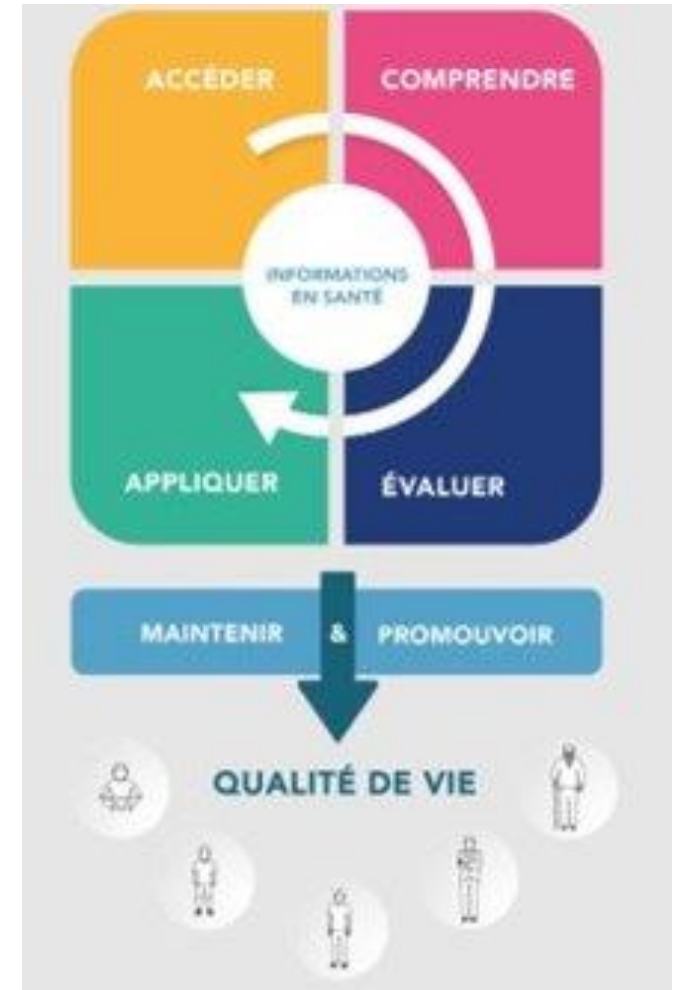 ACCÉDER
COMPRENDRE
INFORMATIONS
EN SANTÉ
APPLIQUER
ÉVALUER
MAINTENIR & PROMOUVOIR
QUALITÉ DE VIE